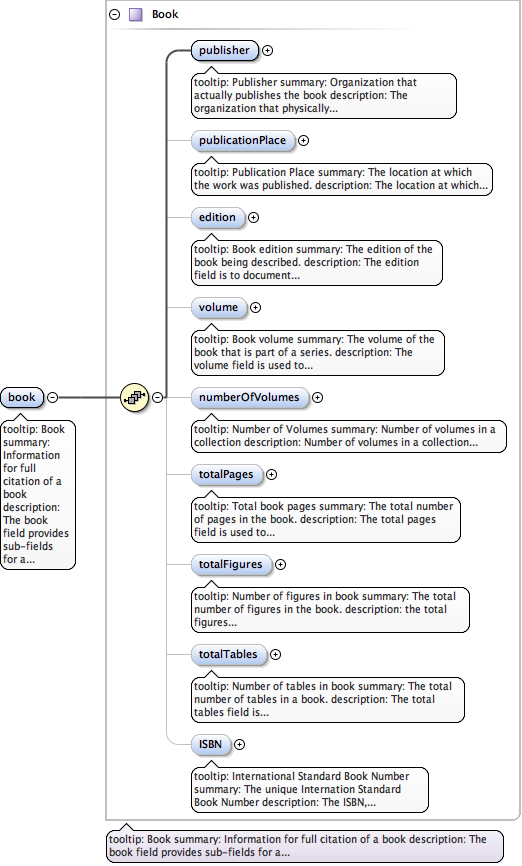 Book
publisher
tooltip: Publisher summary: Organization that
actually publishes the book description: The
organization that physically...
publicationPlace
tooltip: Publication Place summary: The location at which
the work was published. description: The location at which...
edition
tooltip: Book edition summary: The edition of the
book being described. description: The edition
field is to document...
volume
tooltip: Book volume summary: The volume of the
book that is part of a series. description: The
volume field is used to...
book
tooltip: Book
summary:
Information
for full
citation of a
book
description:
The book
field provides
sub-fields
for a...
numberOfVolumes
tooltip: Number of Volumes summary: Number of volumes in a
collection description: Number of volumes in a collection...
totalPages
tooltip: Total book pages summary: The total number
of pages in the book. description: The total pages
field is used to...
totalFigures
tooltip: Number of figures in book summary: The total
number of figures in the book. description: the total
figures...
totalTables
tooltip: Number of tables in book summary: The total
number of tables in a book. description: The total
tables field is...
ISBN
tooltip: International Standard Book Number
summary: The unique Internation Standard
Book Number description: The ISBN,...
tooltip: Book summary: Information for full citation of a book description: The
book field provides sub-fields for a...